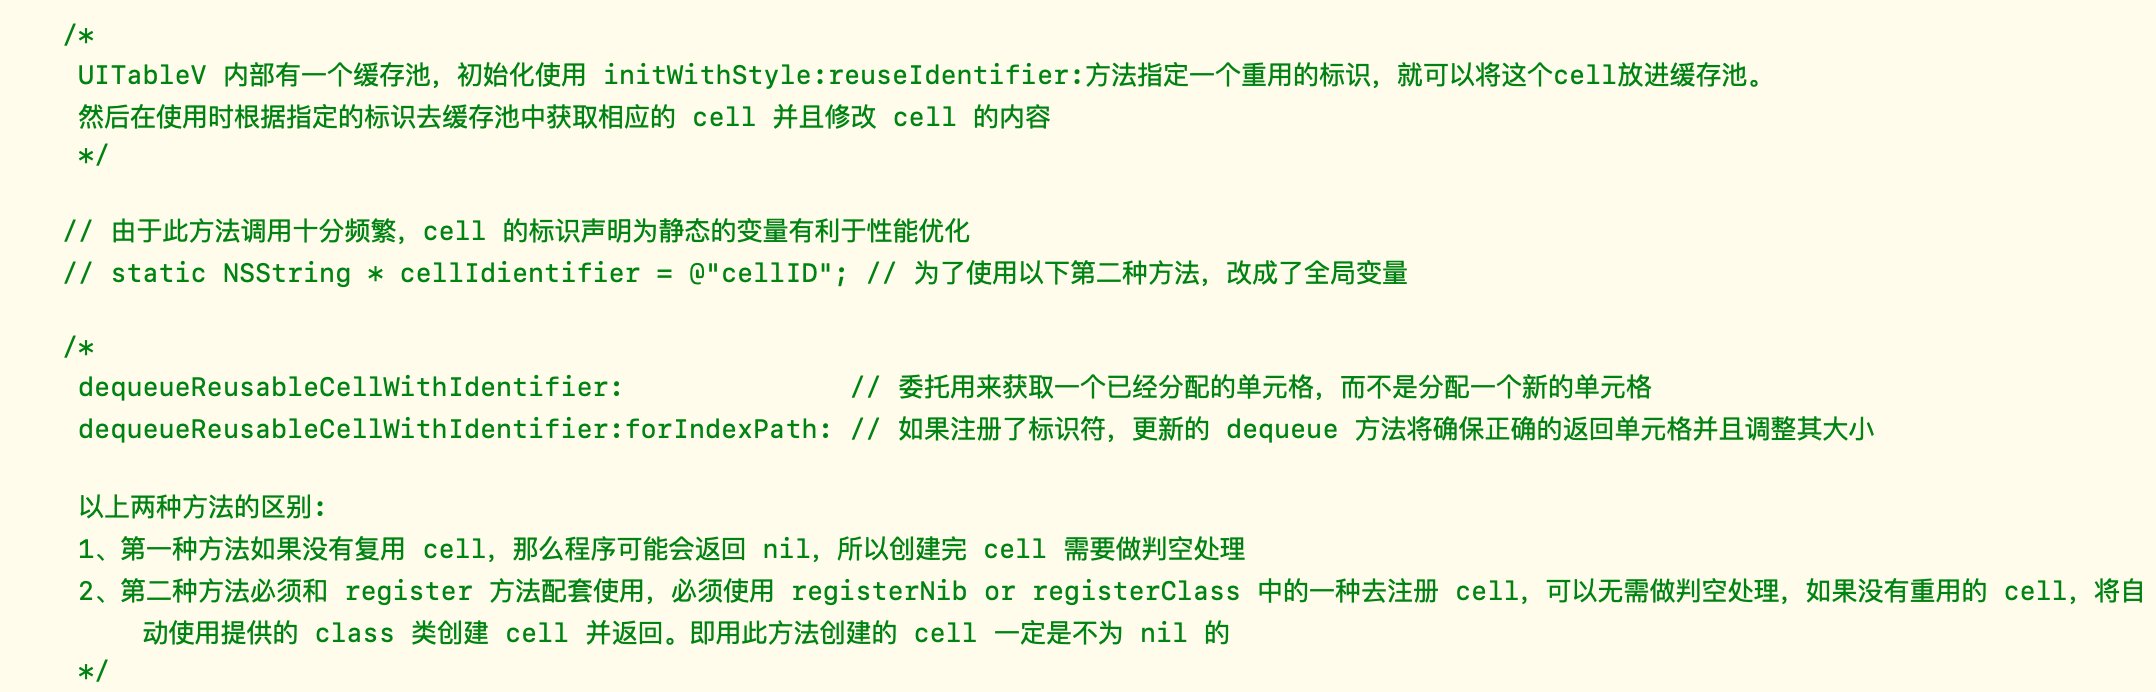 /*
UITableV 内部有一个缓存池，初始化使用 initWithStyle:reuseIdentifier:方法指定一个重用的标识，就可以将这个cell放进缓存池。
然后在使用时根据指定的标识去缓存池中获取相应的 cell 并且修改 cell 的内容
*/
// 由于此方法调用十分频繁，cell 的标识声明为静态的变量有利于性能优化
// static NSString * cellIdientifier = @"cellID"; // 为了使用以下第二种方法，改成了全局变量
/*
dequeueReusableCellWithIdentifier: // 委托用来获取一个已经分配的单元格，而不是分配一个新的单元格
dequeueReusableCellWithIdentifier:forIndexPath: // 如果注册了标识符，更新的 dequeue 方法将确保正确的返回单元格并且调整其大小
以上两种方法的区别：
1、第一种方法如果没有复用 cell，那么程序可能会返回 nil，所以创建完 cell 需要做判空处理
2、第二种方法必须和 register 方法配套使用，必须使用 registerNib or registerClass 中的一种去注册 cell，可以无需做判空处理，如果没有重用的 cell，将自
动使用提供的 class 类创建 cell 并返回。即用此方法创建的 cell 一定是不为 nil 的
*/